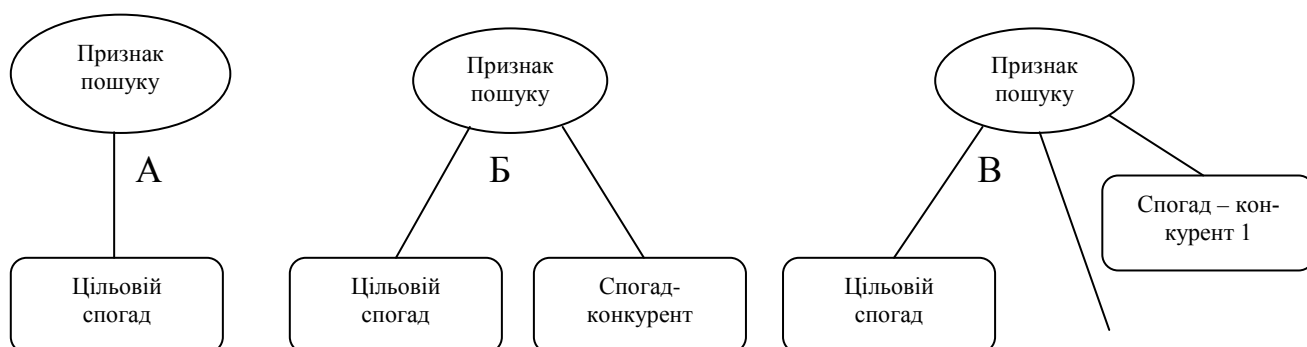 Признак
пошуку
А
Цільовій
спогад
Признак
пошуку
Б
Цільовій
спогад
Спогад-
конкурент
Признак
пошуку
В
Спогад – кон-
курент 1
Цільовій
спогад